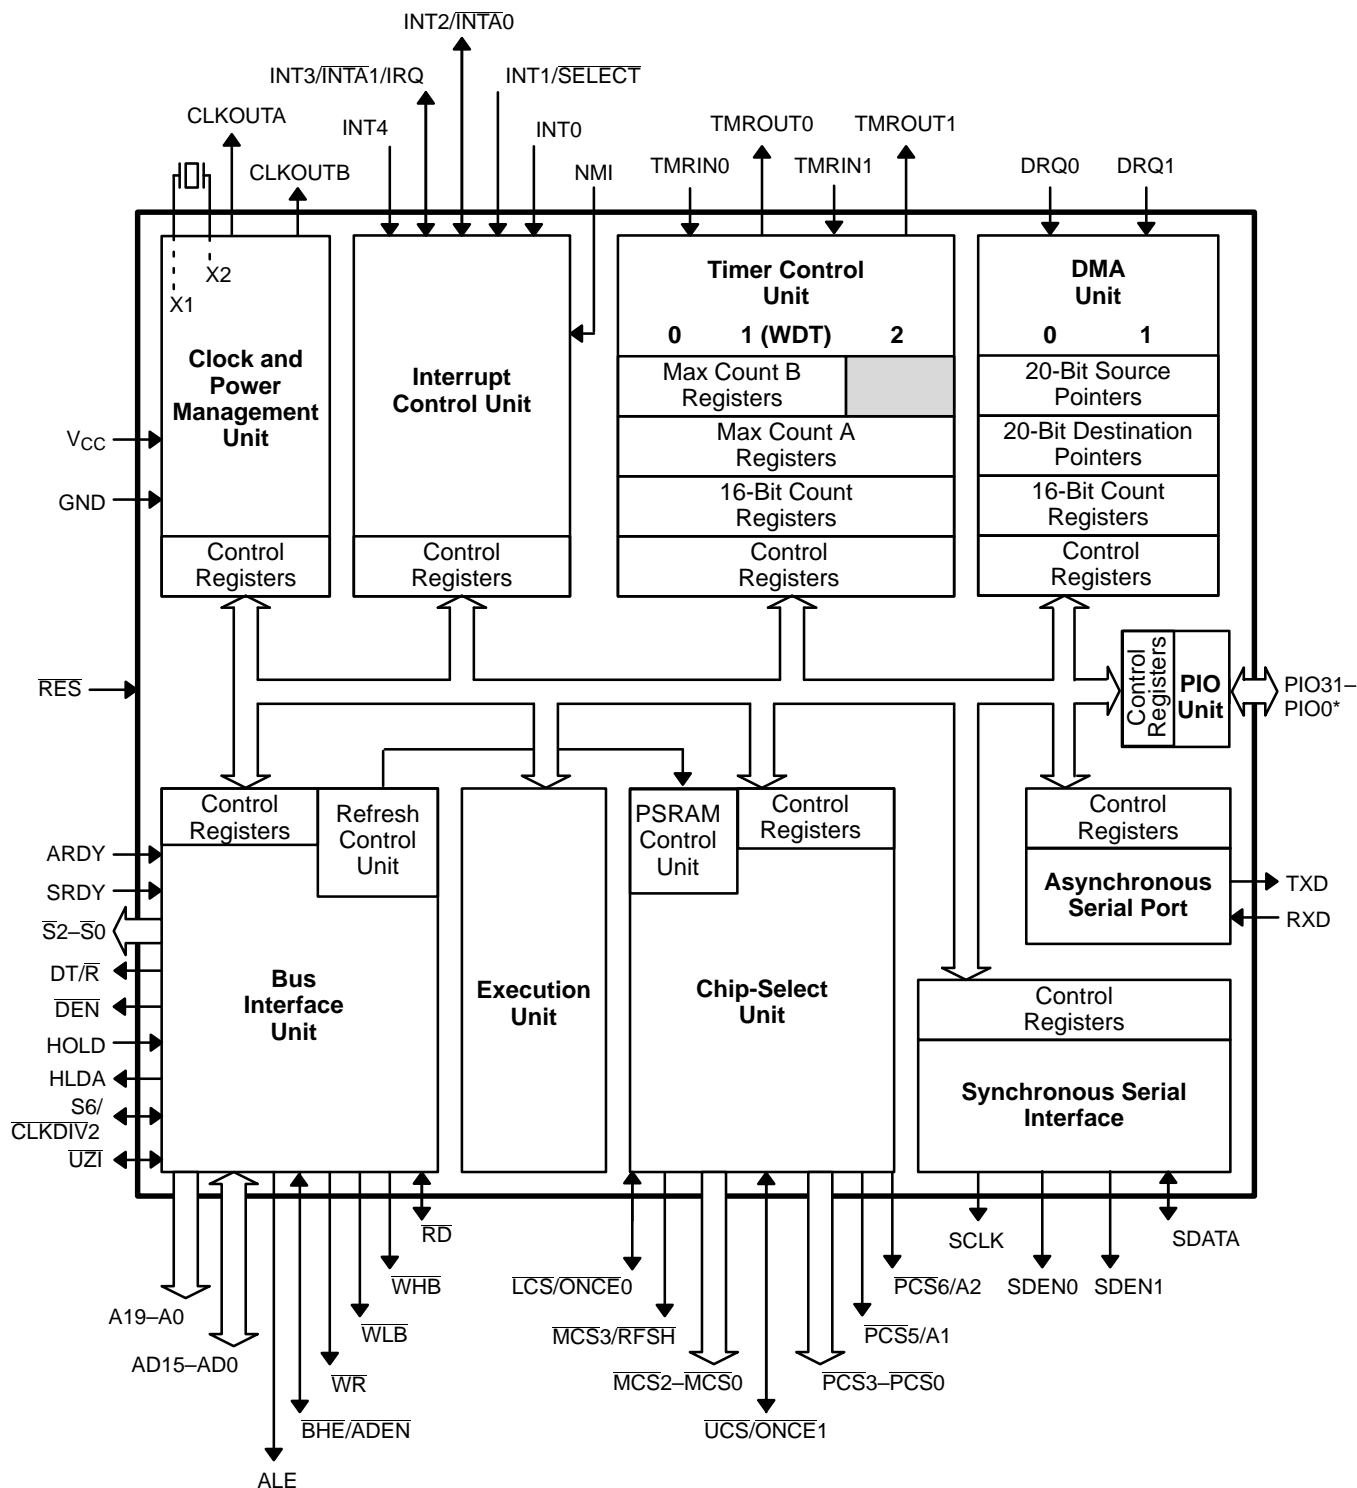 INT2/INTA0
INT3/INTA1/IRQ
INT1/SELECT
CLKOUTA
INT4
INT0
TMROUT0
TMROUT1
CLKOUTB
NMI
TMRIN0
TMRIN1
DRQ0
DRQ1
X2
X1
Clock and
Power
Management
Unit
Control
Registers
Interrupt
Control Unit
Control
Registers
Timer Control
Unit
0 1 (WDT) 2
Max Count B
Registers
Max Count A
Registers
16-Bit Count
Registers
Control
Registers
DMA
Unit
0 1
20-Bit Source
Pointers
20-Bit Destination
Pointers
16-Bit Count
Registers
Control
Registers
VCC
GND
RES
Control
Registers
PIO
Unit
PIO31–
PIO0*
Control
Registers
Refresh
Control
Unit
Bus
Interface
Unit
Execution
Unit
PSRAM
Control
Unit
Control
Registers
Chip-Select
Unit
Control
Registers
Asynchronous
Serial Port
TXD
RXD
Control
Registers
Synchronous Serial
Interface
ARDY
SRDY
S2–S0
DT/R
DEN
HOLD
HLDA
S6/
CLKDIV2
UZI
RD
WHB
A19–A0
WLB
AD15–AD0
WR
BHE/ADEN
ALE
LCS/ONCE0
MCS3/RFSH
MCS2–MCS0
UCS/ONCE1
PCS6/A2
PCS5/A1
PCS3–PCS0
SCLK
SDATA
SDEN0
SDEN1